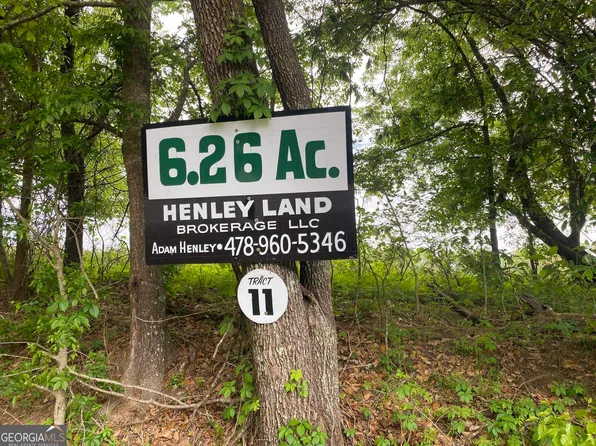 6.26 Ac.
HENLEY LAND
BROKERAGE LLC
ADAM HENLEY • 478-960-5346
TRACT
11
GEORGIAMLS